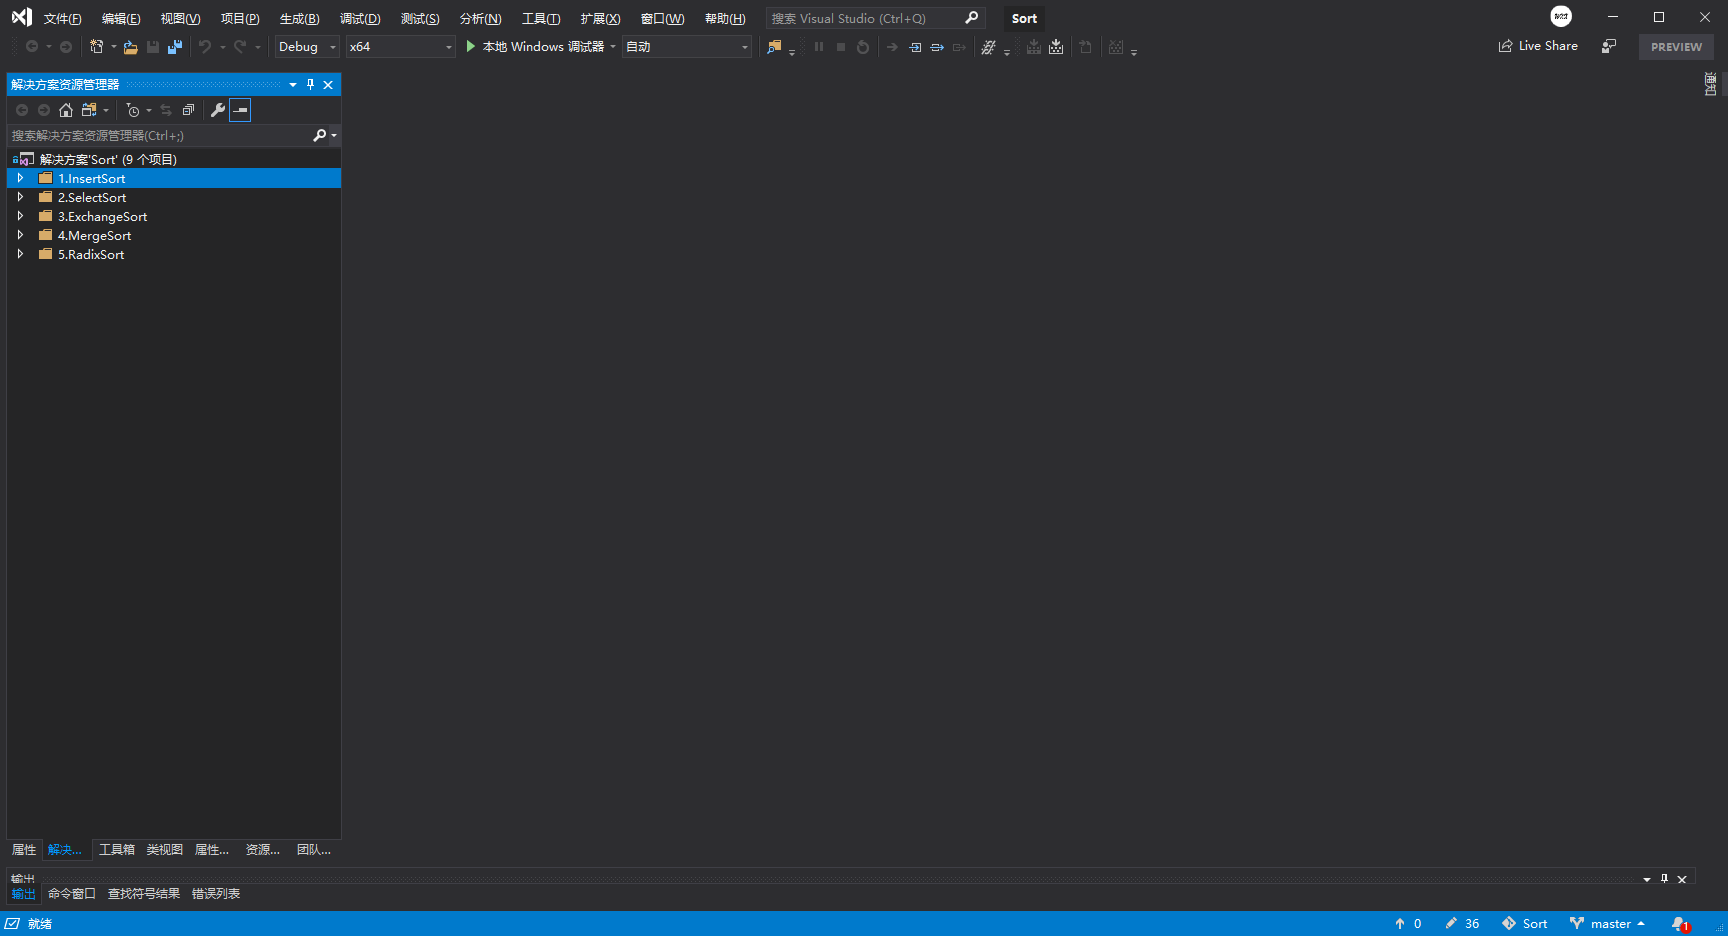 文件(F) 编辑(E) 视图(V) 项目(P) 生成(B) 调试(D) 测试(S) 分析(N) 工具(T) 扩展(X) 窗口(W) 帮助(H) 搜索 Visual Studio (Ctrl+Q) Sort
Debug x64 本地 Windows 调试器 自动 Live Share PREVIEW
解决方案资源管理器
通知
搜索解决方案资源管理器(Ctrl+;)
解决方案'Sort' (9 个项目)
1.InsertSort
2.SelectSort
3.ExchangeSort
4.MergeSort
5.RadixSort
属性 解决... 工具箱 类视图 属性... 资源... 团队...
输出
输出 命令窗口 查找符号结果 错误列表
就绪 0 36 Sort master 1